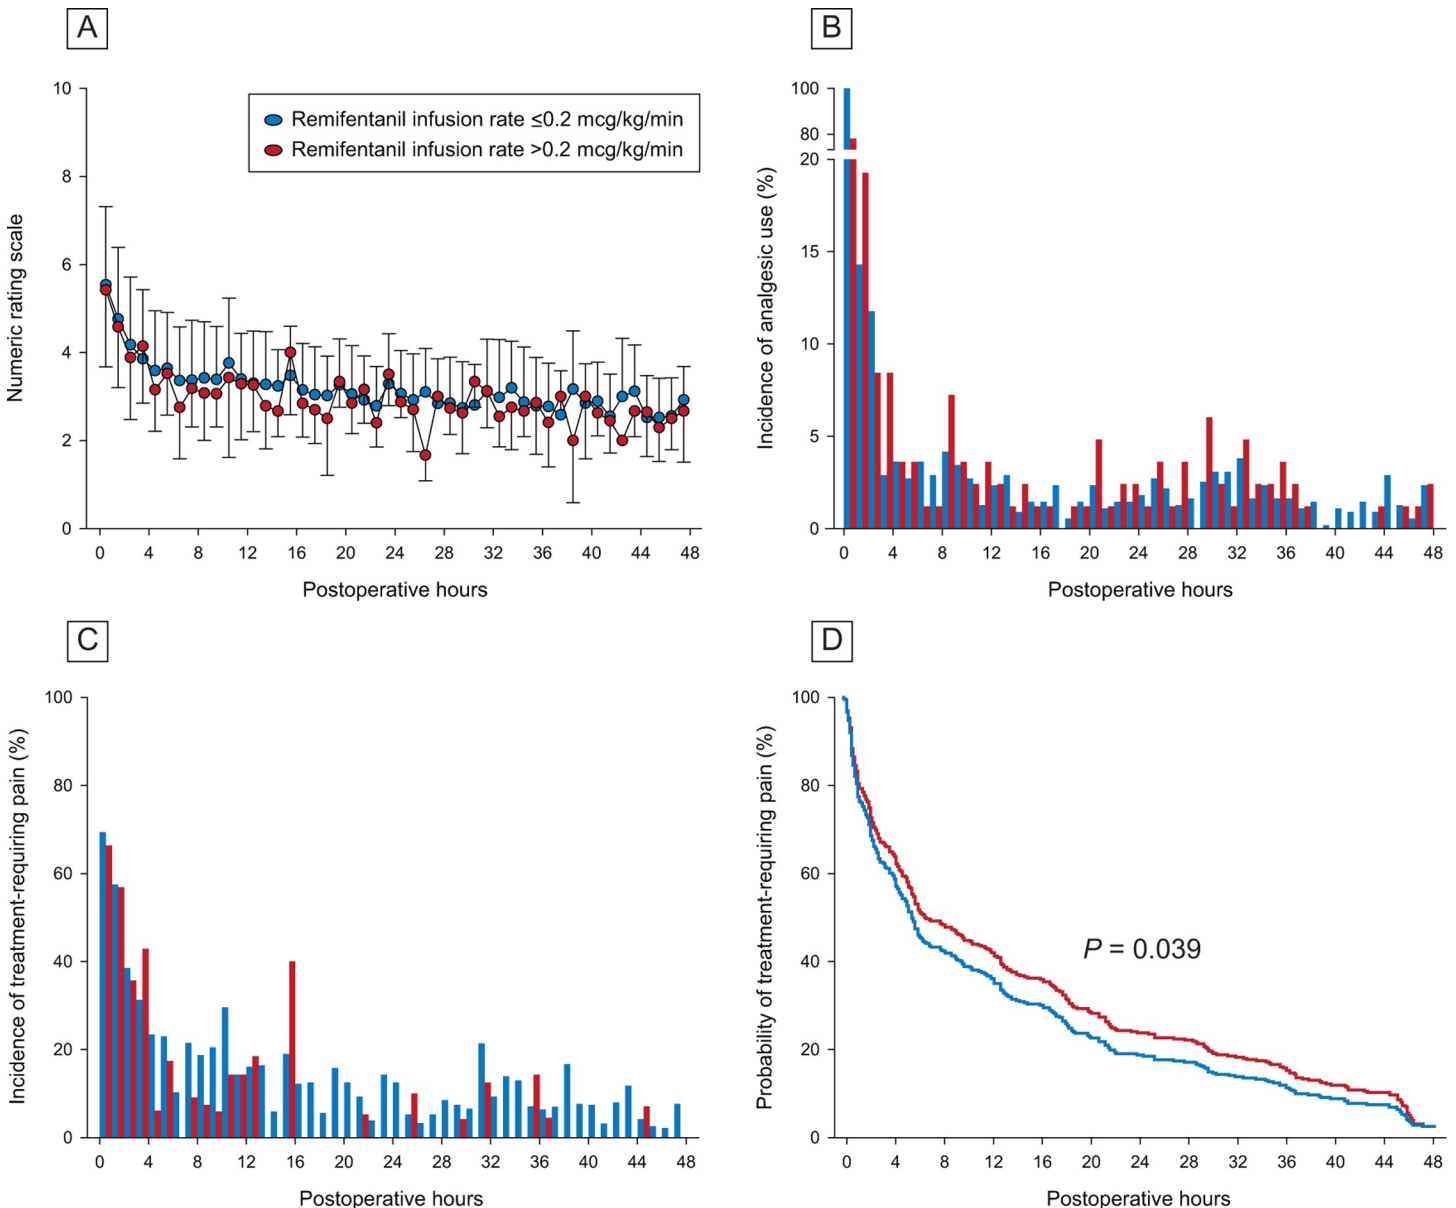 A
Numeric rating scale
10
8
6
4
2
0
Remifentanil infusion rate ≤0.2 mcg/kg/min
Remifentanil infusion rate >0.2 mcg/kg/min
0 4 8 12 16 20 24 28 32 36 40 44 48
Postoperative hours
B
Incidence of analgesic use (%)
100
80
20
15
10
5
0
0 4 8 12 16 20 24 28 32 36 40 44 48
Postoperative hours
C
Incidence of treatment-requiring pain (%)
100
80
60
40
20
0
0 4 8 12 16 20 24 28 32 36 40 44 48
Postoperative hours
D
Probability of treatment-requiring pain (%)
100
80
60
40
20
0
P = 0.039
0 4 8 12 16 20 24 28 32 36 40 44 48
Postoperative hours